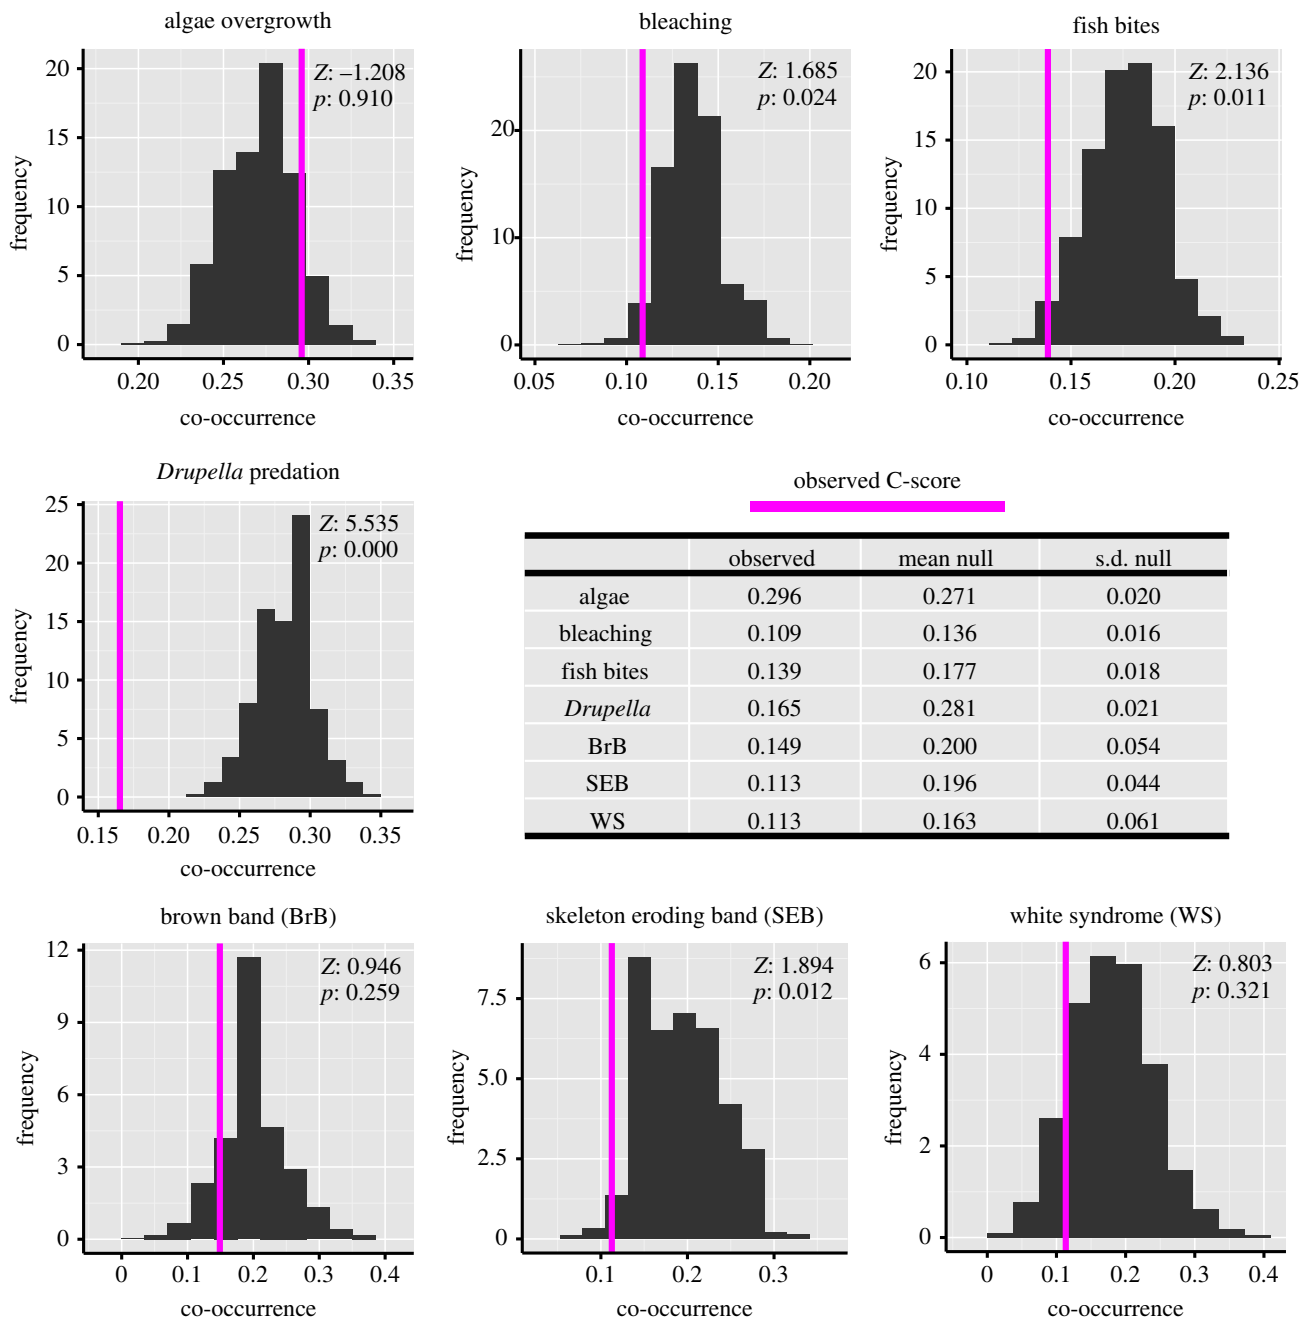 algae overgrowth
Z: –1.208
p: 0.910
20
15
10
5
0
frequency
0.20 0.25 0.30 0.35
co-occurrence
bleaching
Z: 1.685
p: 0.024
20
10
0
frequency
0.05 0.10 0.15 0.20
co-occurrence
fish bites
Z: 2.136
p: 0.011
20
15
10
5
0
frequency
0.10 0.15 0.20 0.25
co-occurrence
Drupella predation
Z: 5.535
p: 0.000
25
20
15
10
5
0
frequency
0.15 0.20 0.25 0.30 0.35
co-occurrence
observed C-score
observed mean null s.d. null
algae 0.296 0.271 0.020
bleaching 0.109 0.136 0.016
fish bites 0.139 0.177 0.018
Drupella 0.165 0.281 0.021
BrB 0.149 0.200 0.054
SEB 0.113 0.196 0.044
WS 0.113 0.163 0.061
brown band (BrB)
Z: 0.946
p: 0.259
12
9
6
3
0
frequency
0 0.1 0.2 0.3 0.4
co-occurrence
skeleton eroding band (SEB)
Z: 1.894
p: 0.012
7.5
5.0
2.5
0
frequency
0.1 0.2 0.3
co-occurrence
white syndrome (WS)
Z: 0.803
p: 0.321
6
4
2
0
frequency
0 0.1 0.2 0.3 0.4
co-occurrence